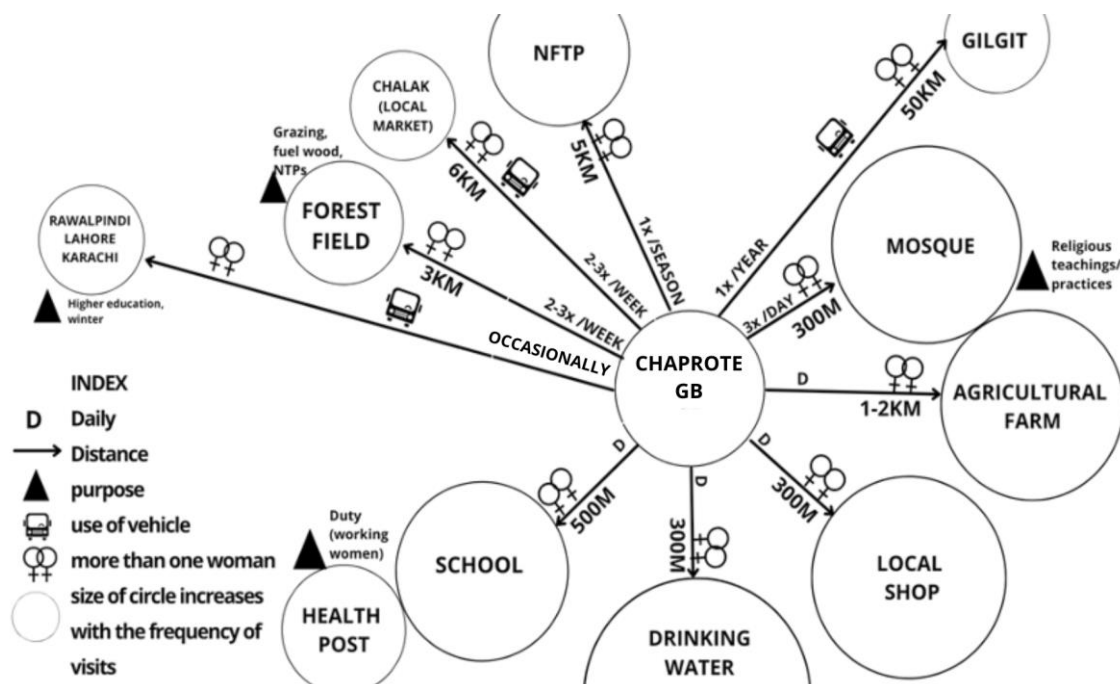 NFTP
GILGIT
CHALAK
(LOCAL
MARKET)
Grazing,
fuel wood,
NTPs
FOREST
FIELD
RAWALPINDI
LAHORE
KARACHI
Higher education,
winter
6KM
5KM
50KM
3KM
2-3x /WEEK
2-3x /WEEK
1x /SEASON
1x /YEAR
OCCASIONALLY
MOSQUE
Religious
teachings/
practices
3x /DAY
300M
CHAPROTE
GB
D
1-2KM
AGRICULTURAL
FARM
D
300M
LOCAL
SHOP
D
300M
DRINKING
WATER
D
500M
SCHOOL
Duty
(working
women)
HEALTH
POST
INDEX
D Daily
Distance
purpose
use of vehicle
more than one woman
size of circle increases
with the frequency of
visits